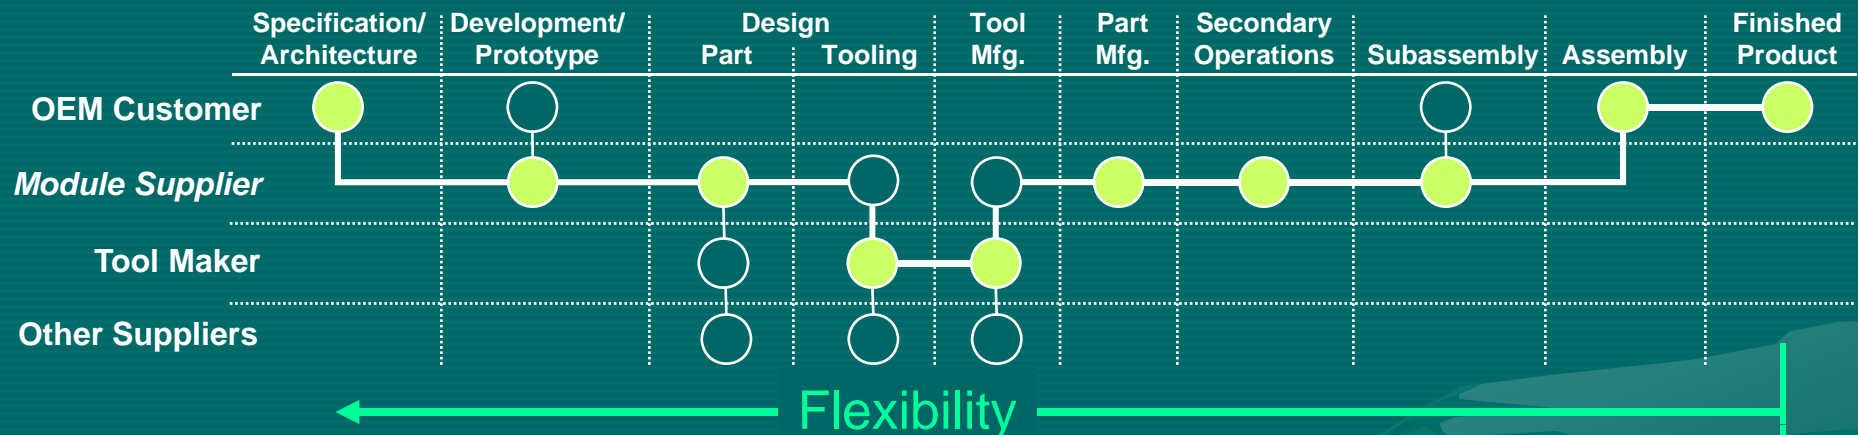 Specification/ Development/ Design Tool Part Secondary Finished
Architecture Prototype Part Tooling Mfg. Mfg. Operations Subassembly Assembly Product
OEM Customer
Module Supplier
Tool Maker
Other Suppliers
Flexibility